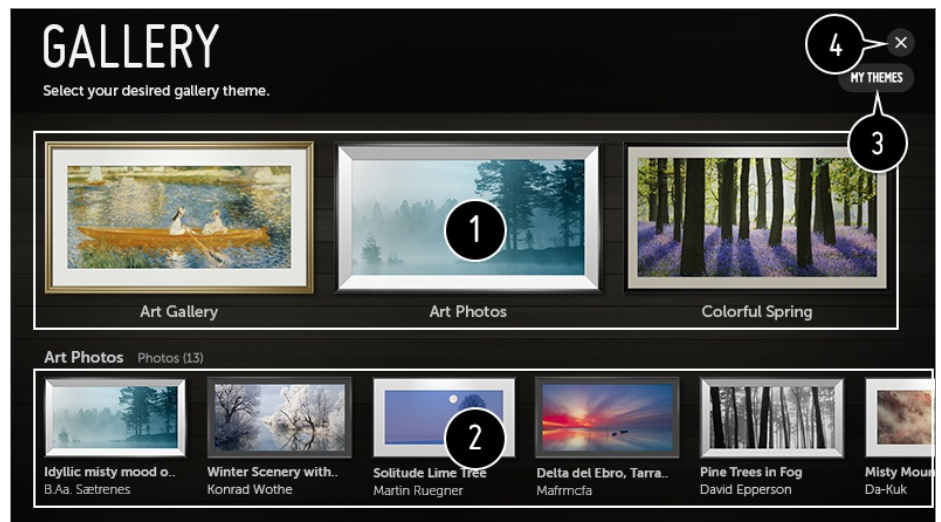 GALLERY
Select your desired gallery theme.
4
MY THEMES
3
1
Art Gallery
Art Photos
Colorful Spring
Art Photos Photos (13)
2
Idyllic misty mood o..
B.Aa. Sætrenes
Winter Scenery with..
Konrad Wothe
Solitude Lime Tree
Martin Ruegner
Delta del Ebro, Tarra..
Mafrmcfa
Pine Trees in Fog
David Epperson
Misty Moun
Da-Kuk